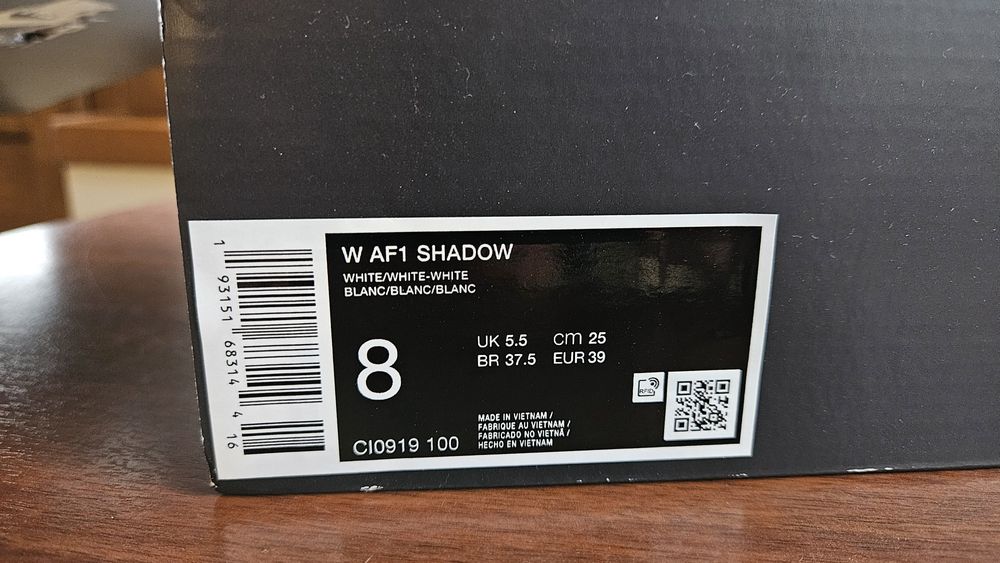 W AF1 SHADOW
WHITE/WHITE-WHITE
BLANC/BLANC/BLANC
8
UK 5.5 cm 25
BR 37.5 EUR 39
RFID
CI0919 100
MADE IN VIETNAM /
FABRIQUE AU VIETNAM /
FABRICADO NO VIETNÃ /
HECHO EN VIETNAM
1 93151 68314 4 16